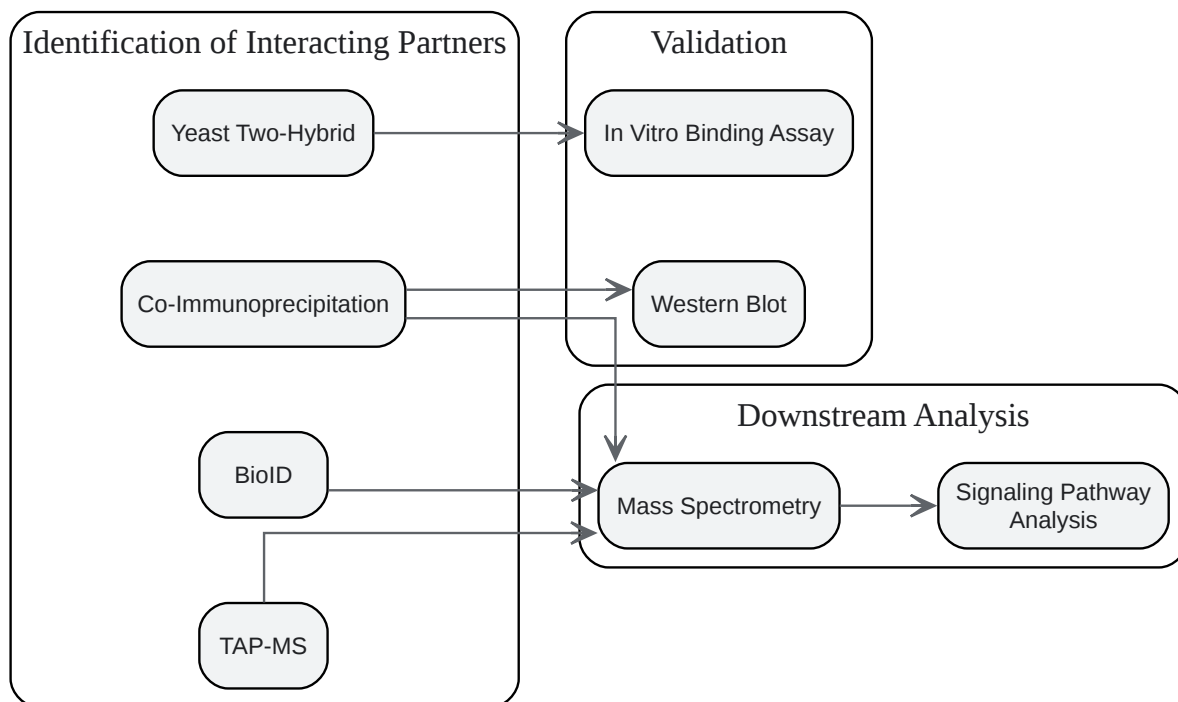 Identification of Interacting Partners
Yeast Two-Hybrid
Co-Immunoprecipitation
BioID
TAP-MS
Validation
In Vitro Binding Assay
Western Blot
Downstream Analysis
Mass Spectrometry
Signaling Pathway
Analysis